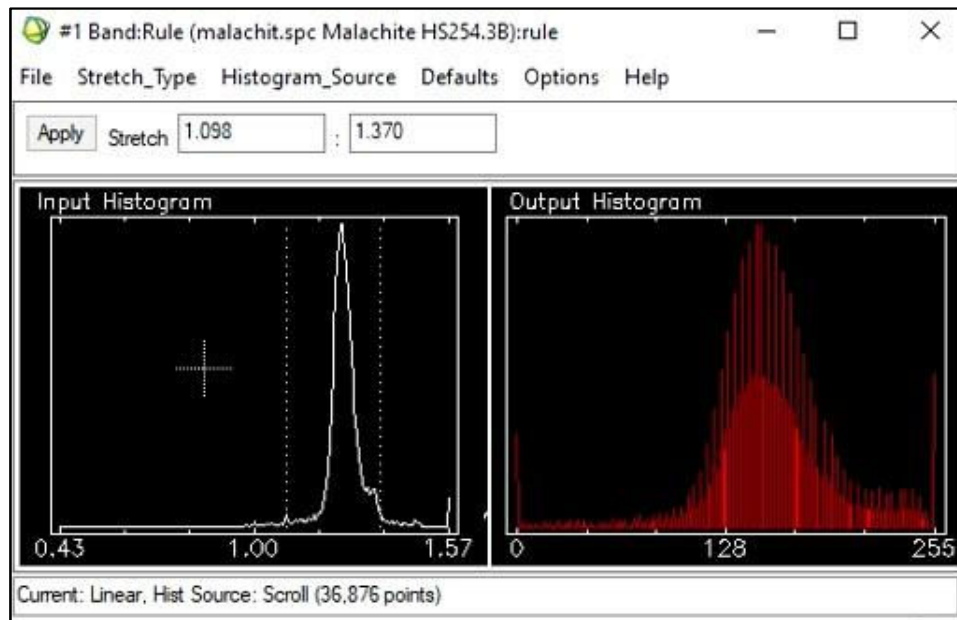 #1 Band:Rule (malachit.spc Malachite HS254.3B):rule
File Stretch_Type Histogram_Source Defaults Options Help
Apply Stretch 1.098 : 1.370
Input Histogram Output Histogram
0.43 1.00 1.57 0 128 255
Current: Linear, Hist Source: Scroll (36,876 points)